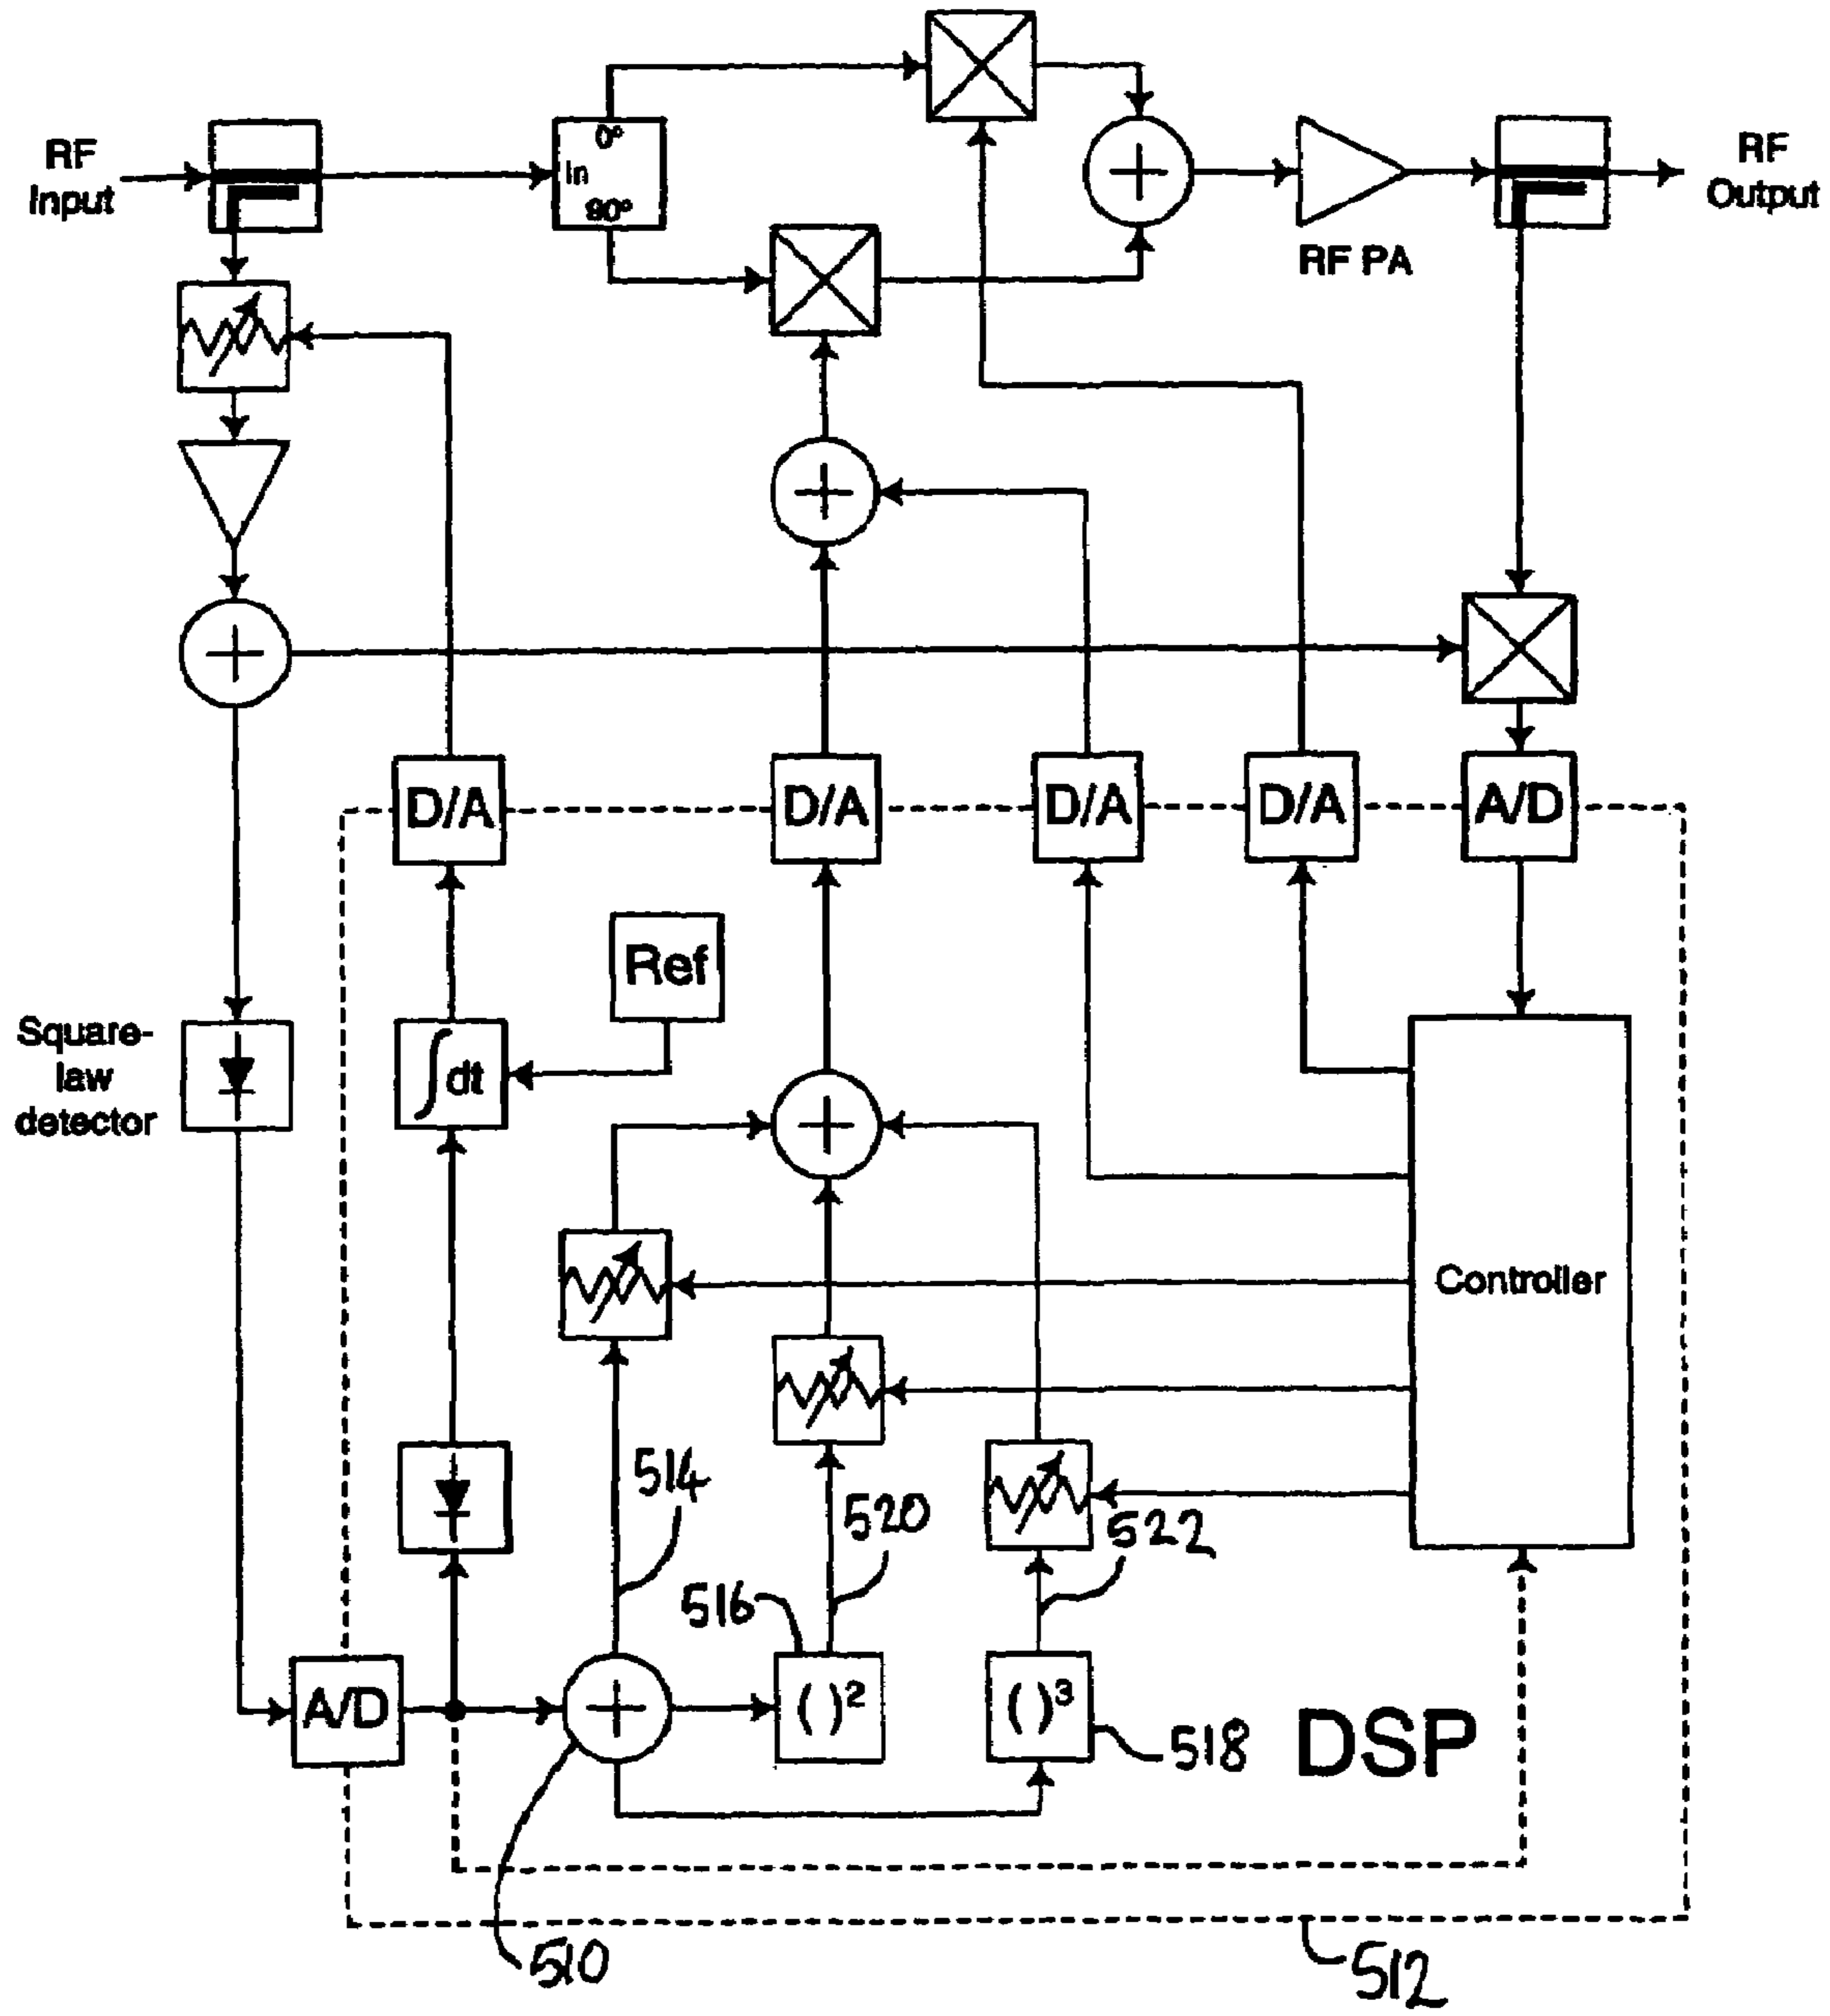 RF
Input
0°
In
90°
RF PA
RF
Output
D/A
D/A
D/A
D/A
A/D
Ref
Square-
law
detector
∫dt
Controller
514
520
522
516
A/D
( )²
( )³
518
DSP
510
512